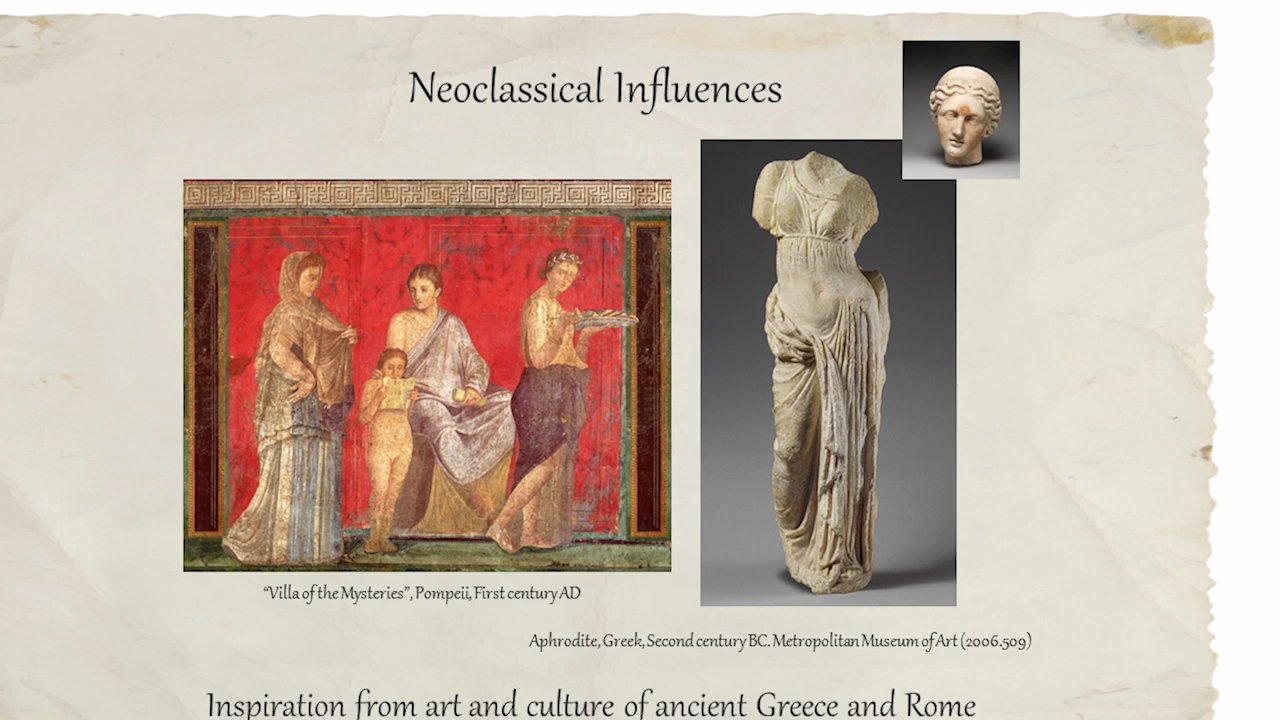 Neoclassical Influences
“Villa of the Mysteries”, Pompeii, First century AD
Aphrodite, Greek, Second century BC. Metropolitan Museum of Art (2006.509)
Inspiration from art and culture of ancient Greece and Rome